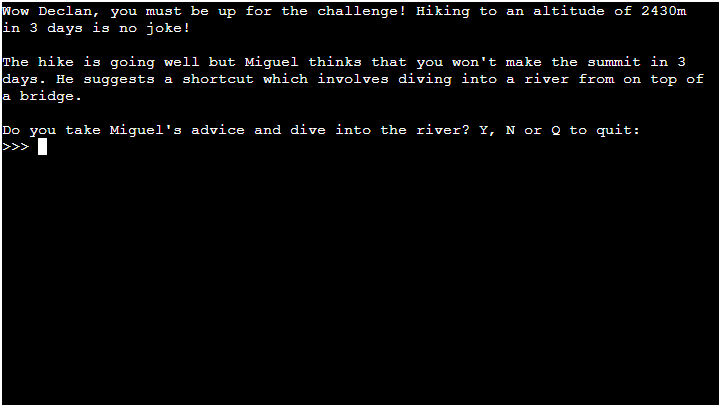 Wow Declan, you must be up for the challenge! Hiking to an altitude of 2430m
in 3 days is no joke!
The hike is going well but Miguel thinks that you won't make the summit in 3
days. He suggests a shortcut which involves diving into a river from on top of
a bridge.
Do you take Miguel's advice and dive into the river? Y, N or Q to quit:
>>>